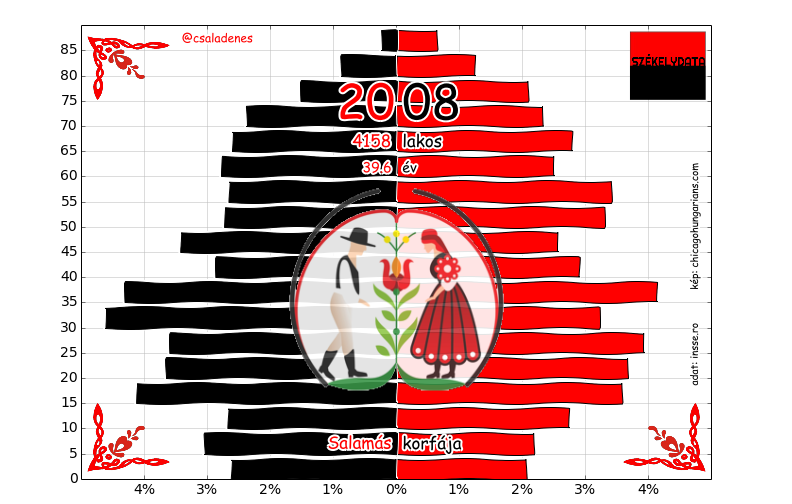 @csaladenes
SZÉKELYDATA
2008
4158 lakos
39.6 év
kép: chicagohungarians.com
adat: insse.ro
Salamás korfája
85
80
75
70
65
60
55
50
45
40
35
30
25
20
15
10
5
0
4% 3% 2% 1% 0% 1% 2% 3% 4%